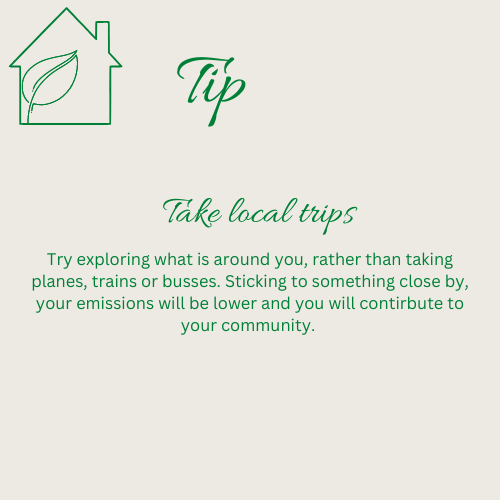 Tip
Take local trips
Try exploring what is around you, rather than taking
planes, trains or busses. Sticking to something close by,
your emissions will be lower and you will contirbute to
your community.